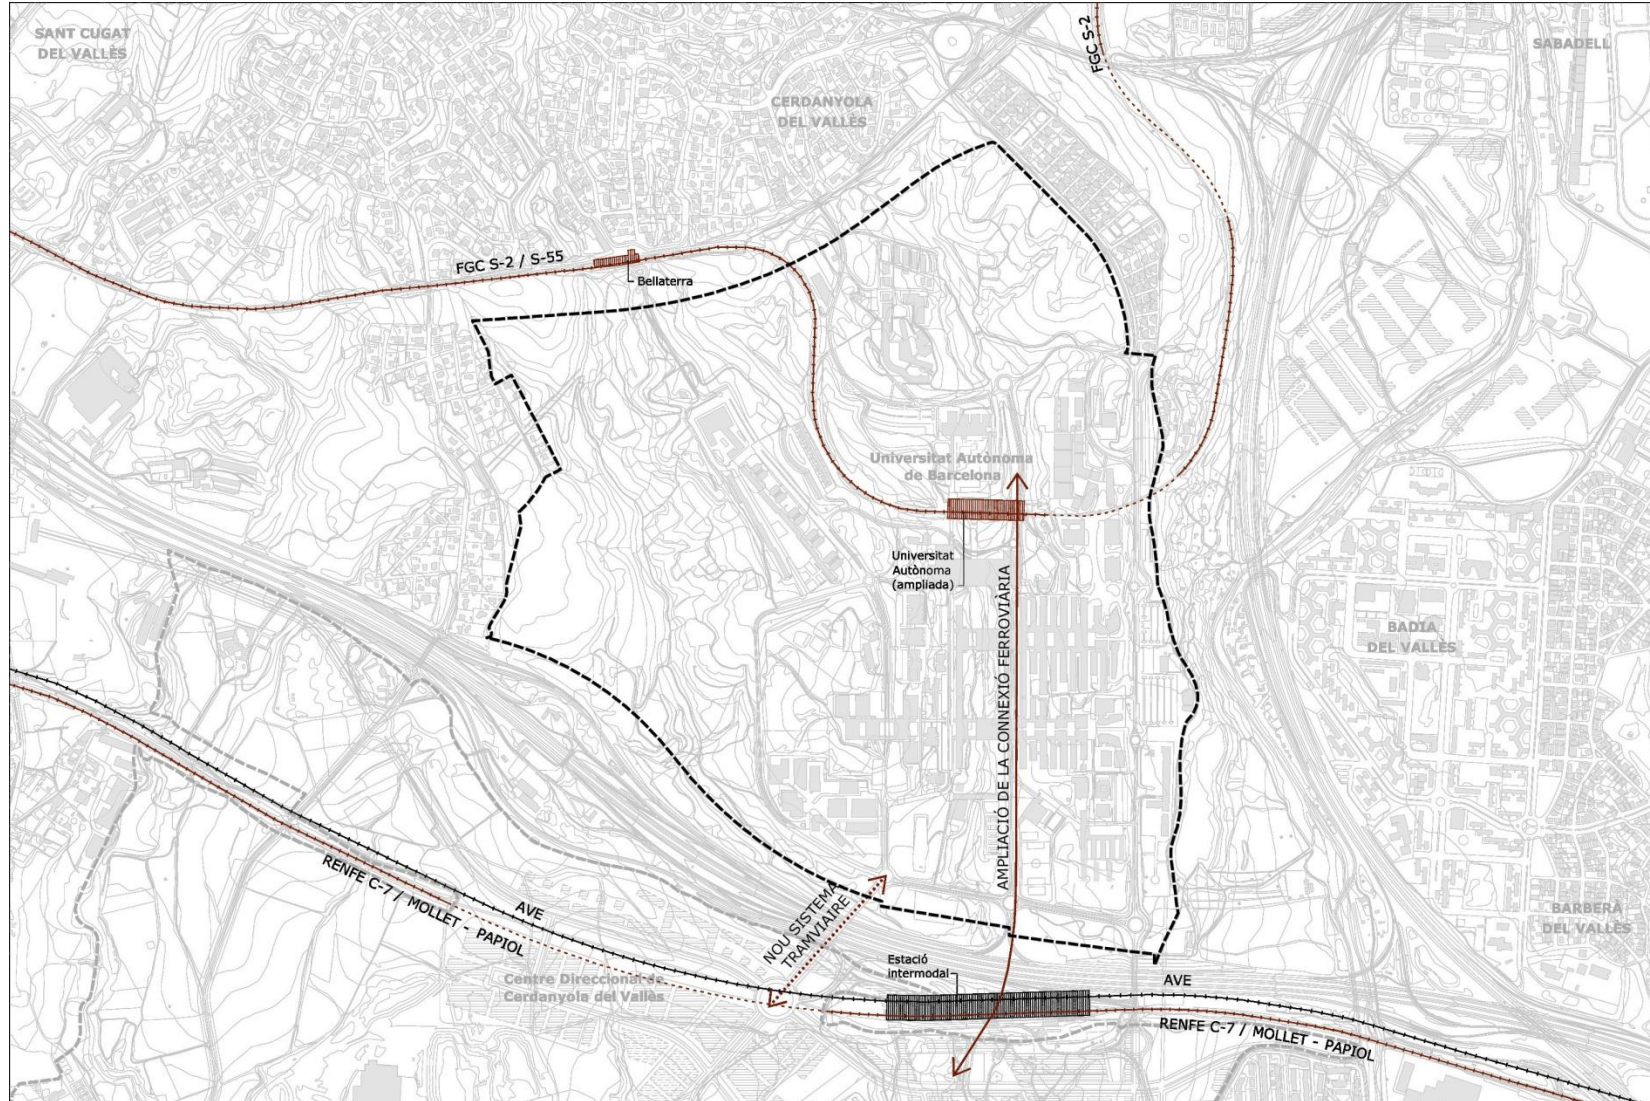 SANT CUGAT
DEL VALLÈS
FGC S-2
SABADELL
CERDANYOLA
DEL VALLÈS
FGC S-2 / S-55
Bellaterra
Universitat Autònoma
de Barcelona
Universitat
Autònoma
(ampliada)
AMPLIACIÓ DE LA CONNEXIÓ FERROVIÀRIA
BADIA
DEL VALLÈS
RENFE C-7 / MOLLET - PAPIOL
AVE
NOU SISTEMA
TRAMVIAIRE
BARBERÀ
DEL VALLÈS
Centre Direccional de
Cerdanyola del Vallès
Estació
intermodal
AVE
RENFE C-7 / MOLLET - PAPIOL